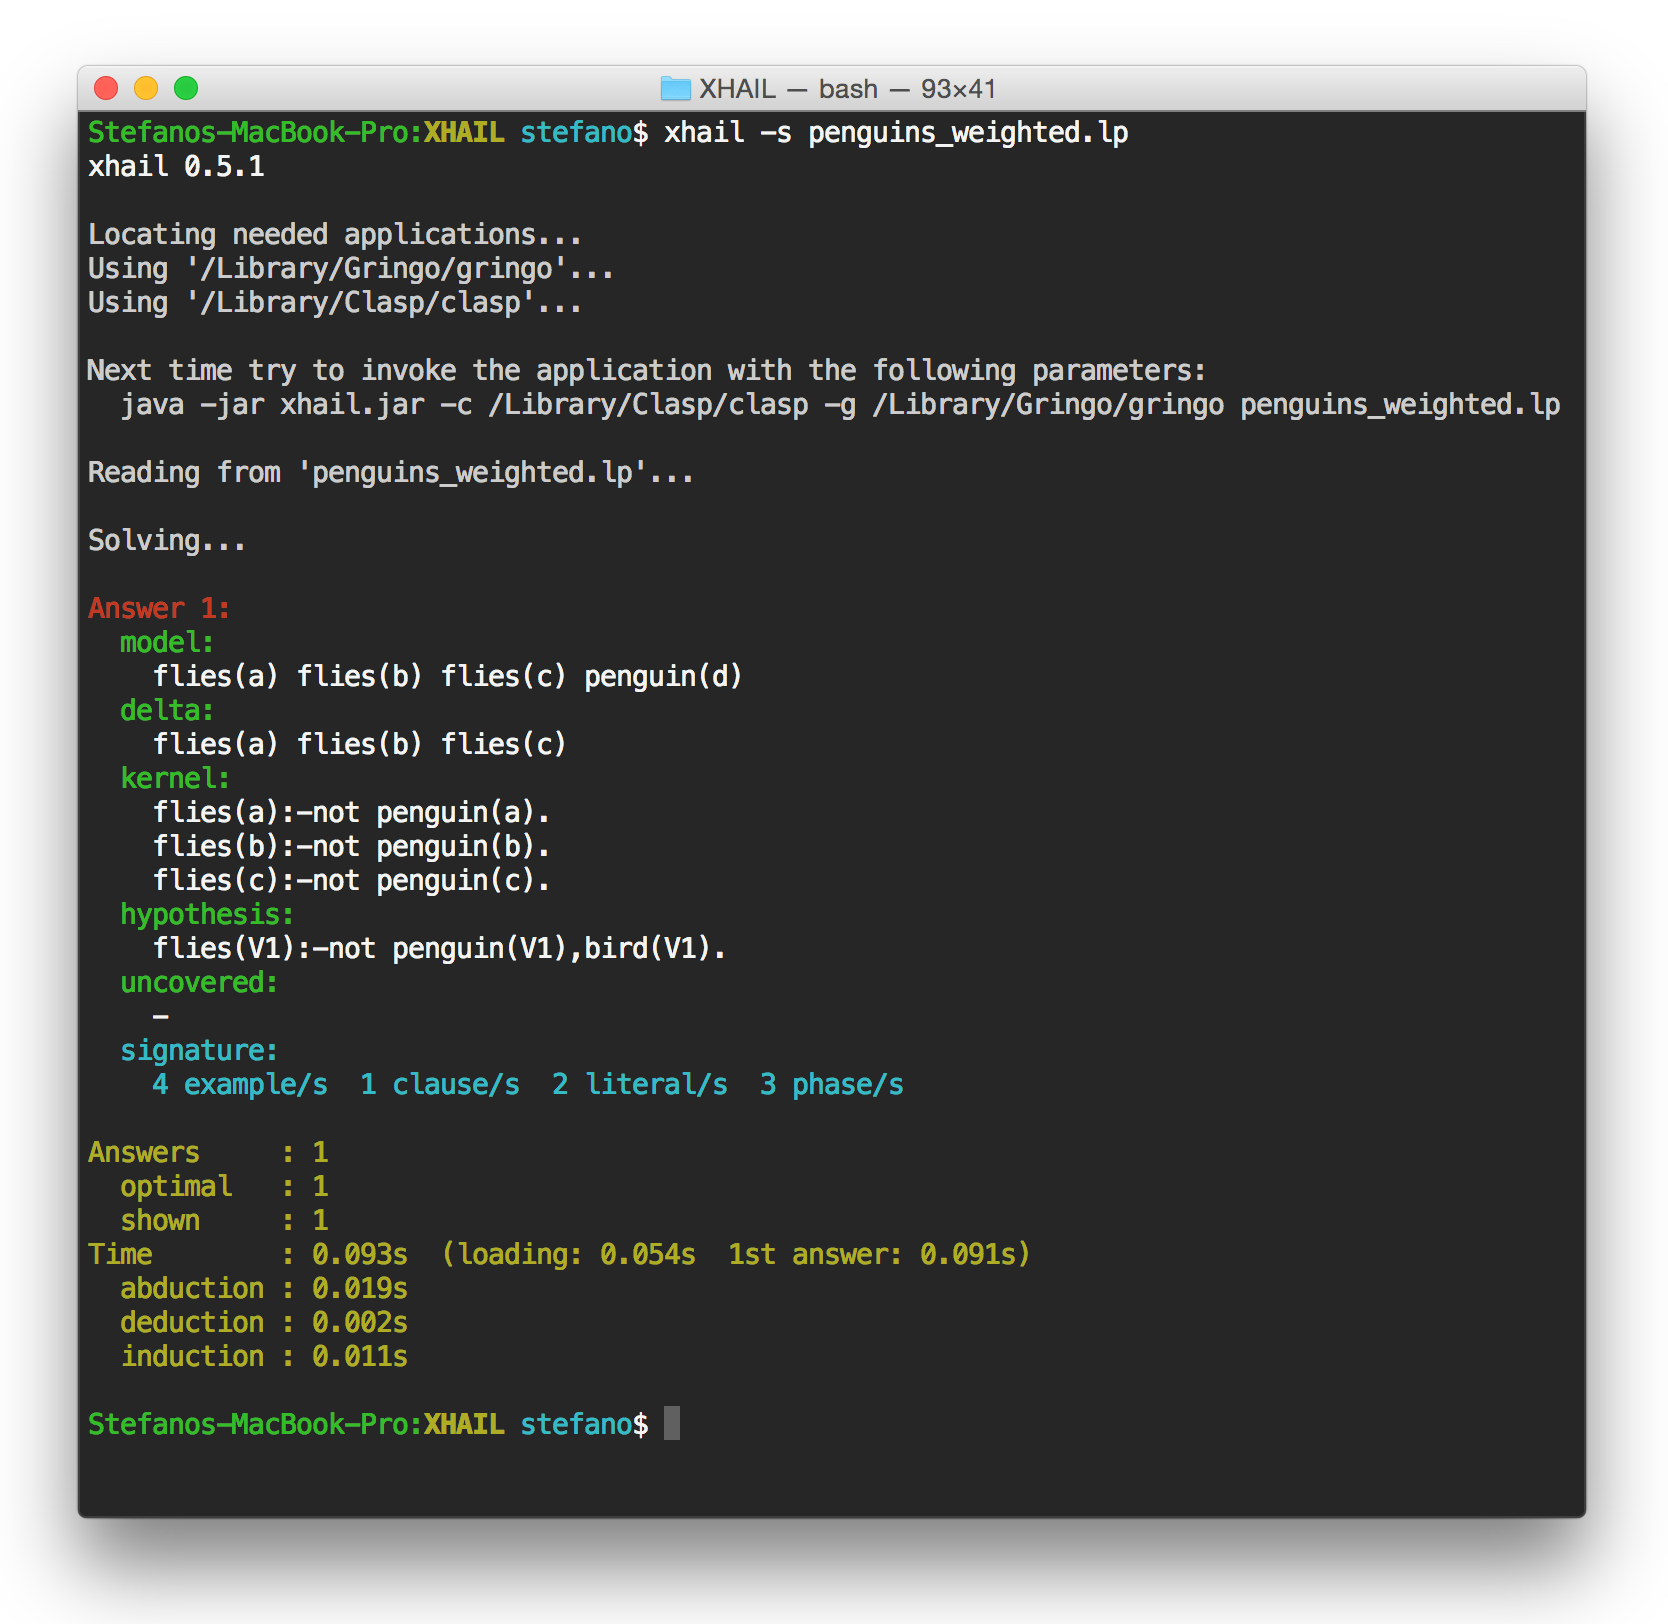 XHAIL — bash — 93×41
Stefanos-MacBook-Pro:XHAIL stefano$ xhail -s penguins_weighted.lp
xhail 0.5.1
Locating needed applications...
Using '/Library/Gringo/gringo'...
Using '/Library/Clasp/clasp'...
Next time try to invoke the application with the following parameters:
  java -jar xhail.jar -c /Library/Clasp/clasp -g /Library/Gringo/gringo penguins_weighted.lp
Reading from 'penguins_weighted.lp'...
Solving...
Answer 1:
  model:
    flies(a) flies(b) flies(c) penguin(d)
  delta:
    flies(a) flies(b) flies(c)
  kernel:
    flies(a):-not penguin(a).
    flies(b):-not penguin(b).
    flies(c):-not penguin(c).
  hypothesis:
    flies(V1):-not penguin(V1),bird(V1).
  uncovered:
    -
  signature:
    4 example/s  1 clause/s  2 literal/s  3 phase/s
Answers     : 1
  optimal   : 1
  shown     : 1
Time        : 0.093s  (loading: 0.054s  1st answer: 0.091s)
  abduction : 0.019s
  deduction : 0.002s
  induction : 0.011s
Stefanos-MacBook-Pro:XHAIL stefano$